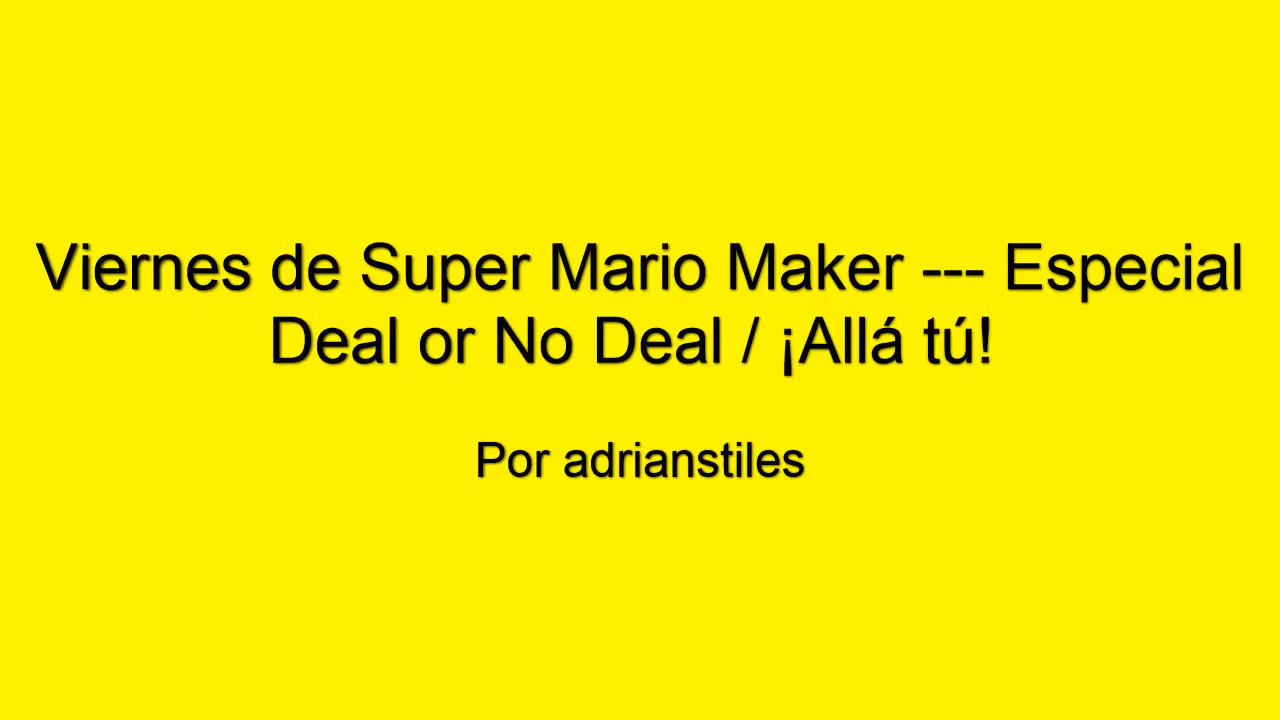 Viernes de Super Mario Maker --- Especial
Deal or No Deal / ¡Allá tú!
Por adrianstiles